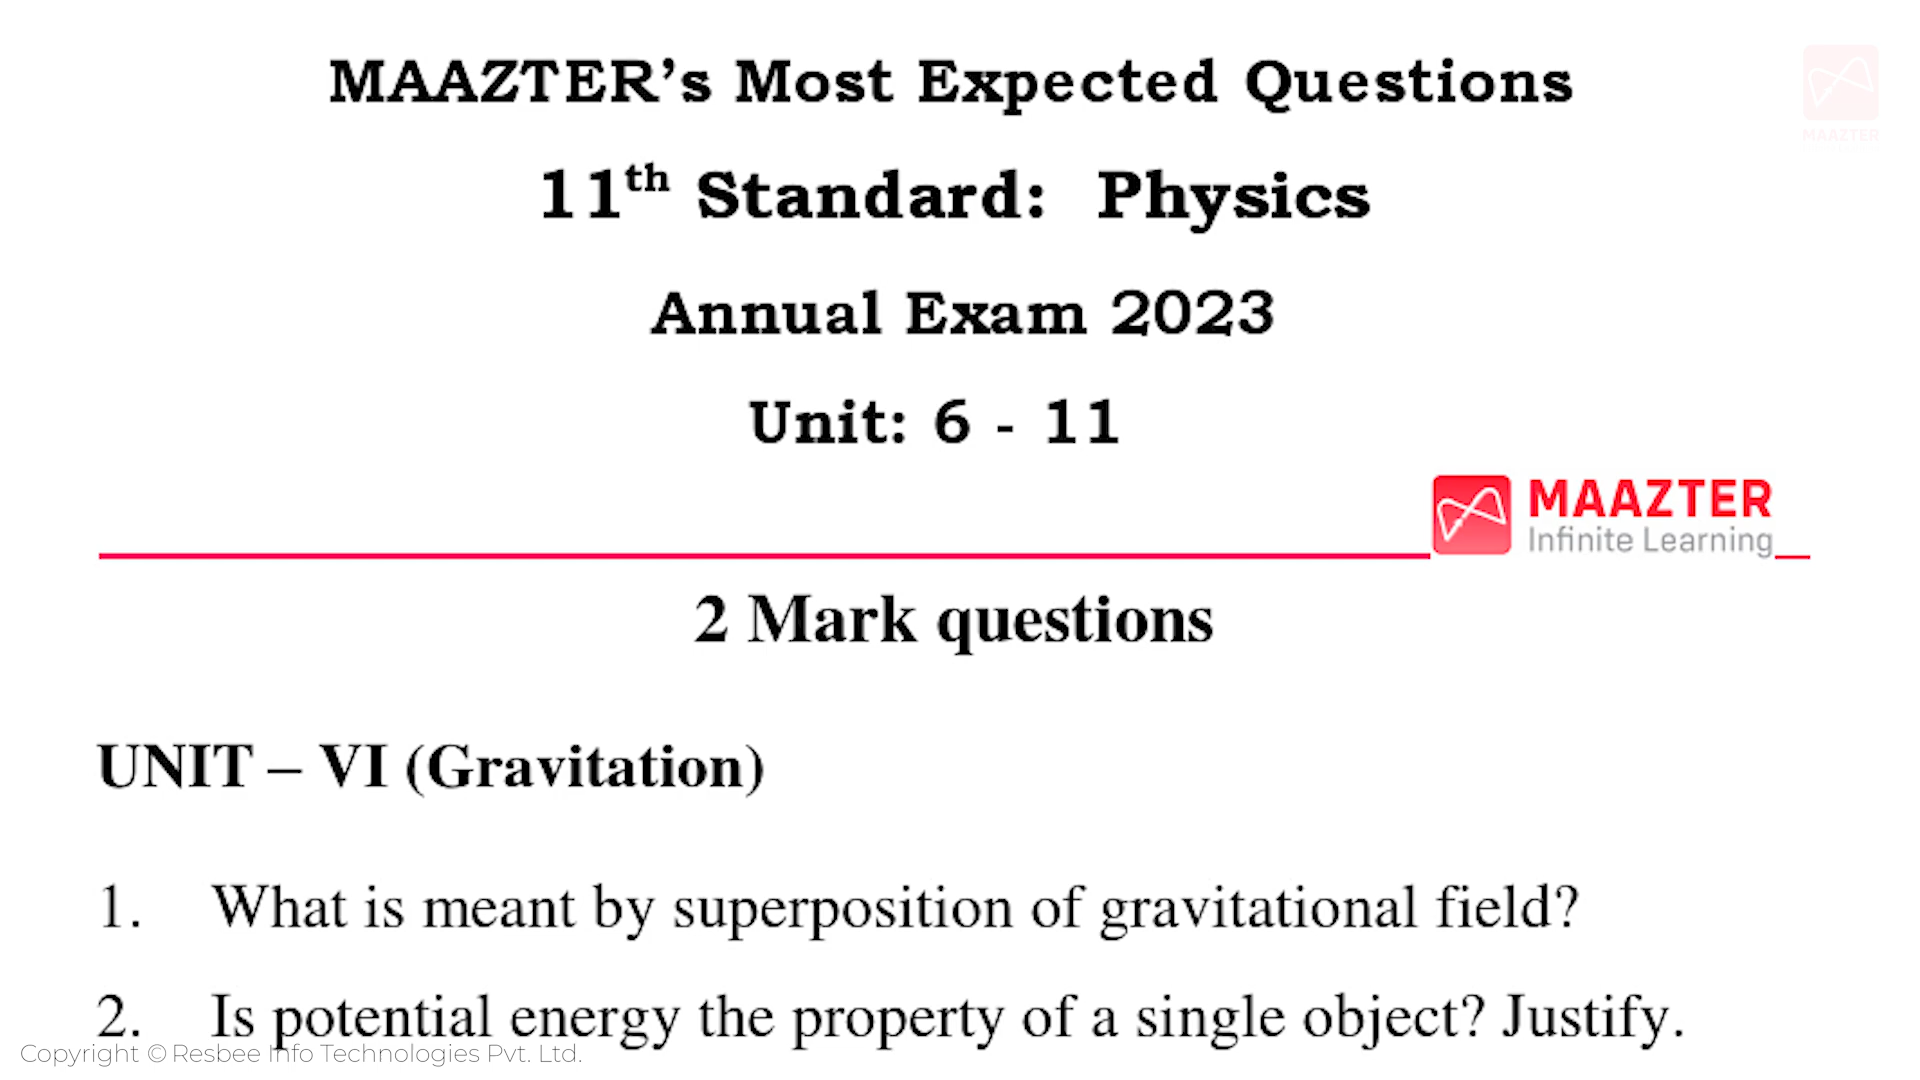 MAAZTER’s Most Expected Questions
MAAZTER
11th Standard: Physics
Annual Exam 2023
Unit: 6 - 11
MAAZTER
Infinite Learning
2 Mark questions
UNIT – VI (Gravitation)
1. What is meant by superposition of gravitational field?
2. Is potential energy the property of a single object? Justify.
Copyright © Resbee Info Technologies Pvt. Ltd.